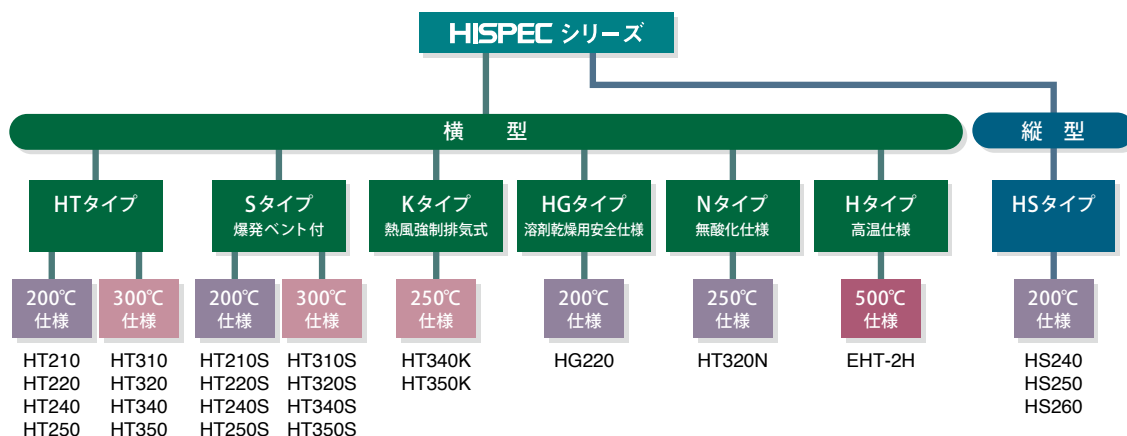 HISPEC シリーズ
横 型
縦 型
HTタイプ
Sタイプ
爆発ベント付
Kタイプ
熱風強制排気式
HGタイプ
溶剤乾燥用安全仕様
Nタイプ
無酸化仕様
Hタイプ
高温仕様
HSタイプ
200℃
仕様
300℃
仕様
200℃
仕様
300℃
仕様
250℃
仕様
200℃
仕様
250℃
仕様
500℃
仕様
200℃
仕様
HT210
HT220
HT240
HT250
HT310
HT320
HT340
HT350
HT210S
HT220S
HT240S
HT250S
HT310S
HT320S
HT340S
HT350S
HT340K
HT350K
HG220
HT320N
EHT-2H
HS240
HS250
HS260